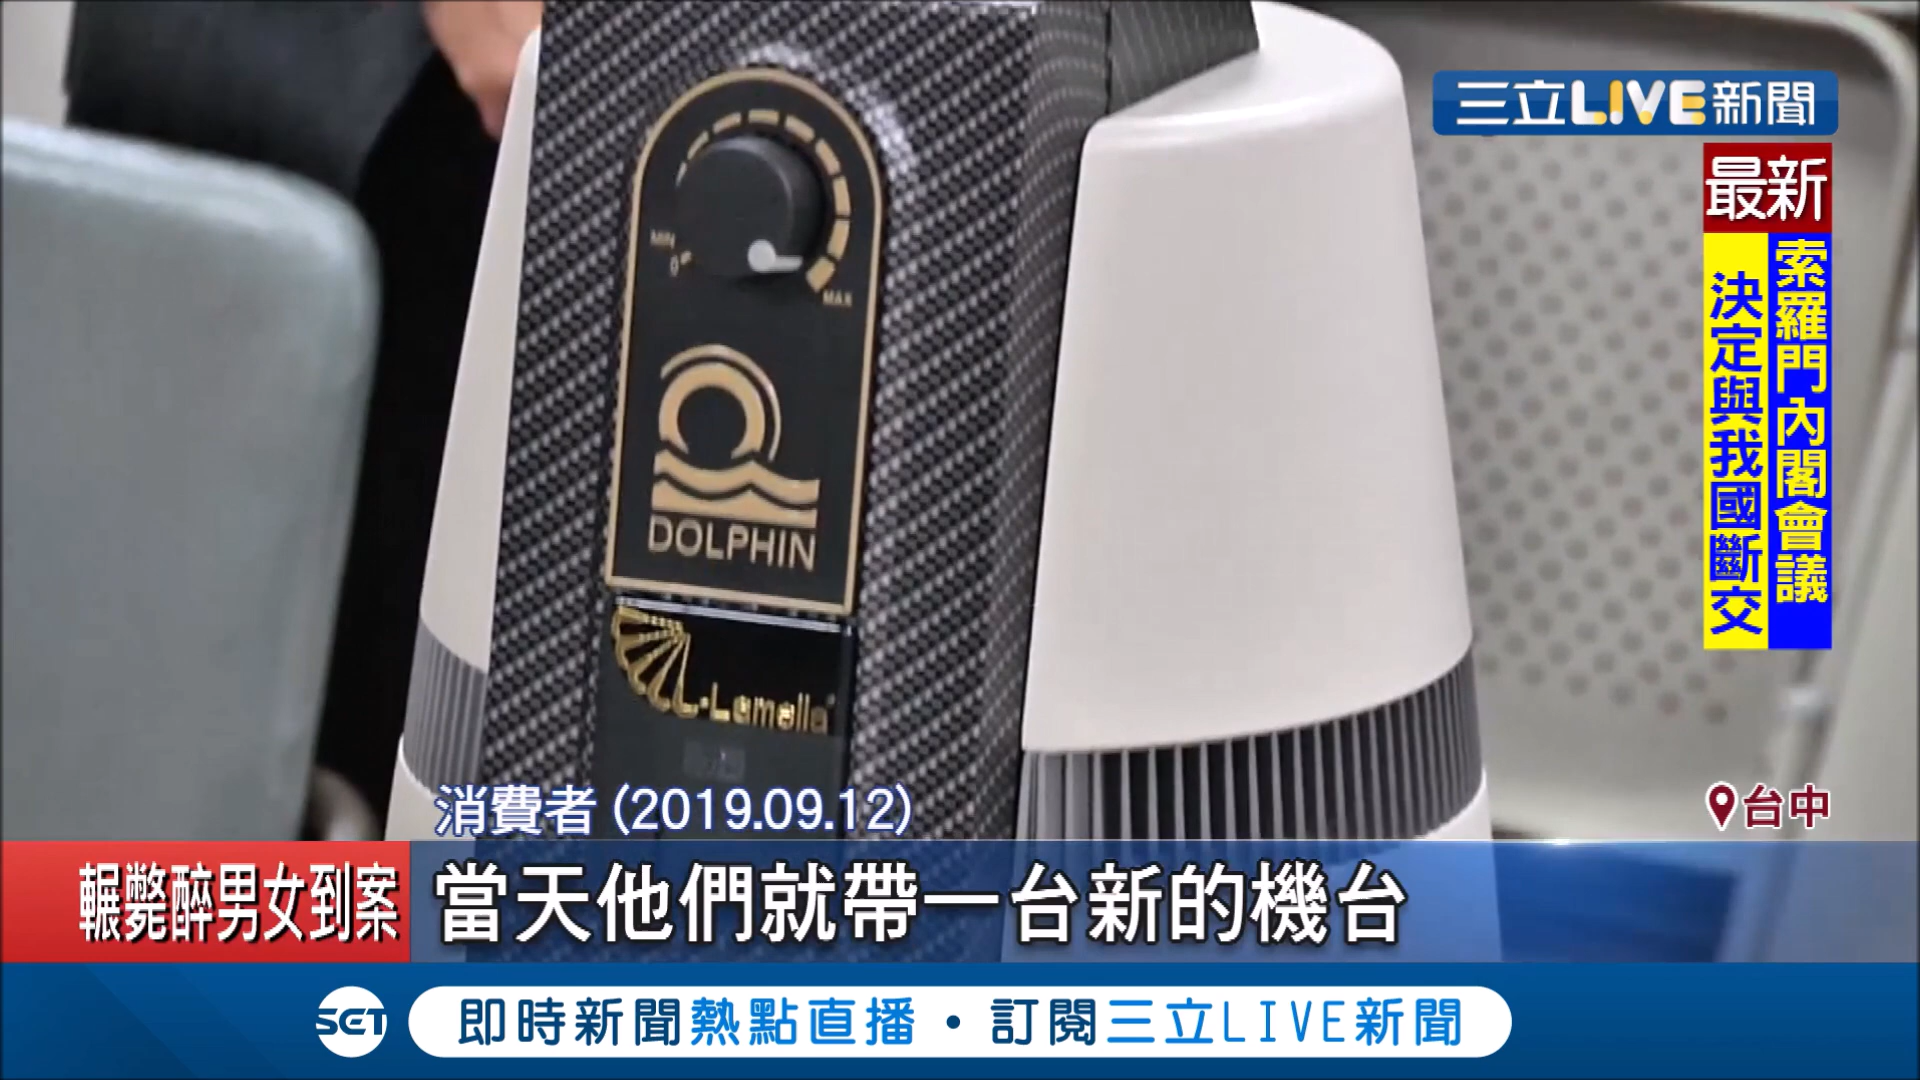 三立LIVE新聞
最新
索羅門內閣會議
決定與我國斷交
MIN
0
MAX
DOLPHIN
L·Lamella
台中
消費者 (2019.09.12)
輾斃醉男女到案
當天他們就帶一台新的機台
SET
即時新聞熱點直播・訂閱三立LIVE新聞